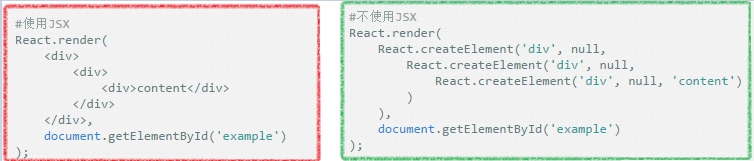 #使用JSX
React.render(
    <div>
        <div>
            <div>content</div>
        </div>
    </div>,
    document.getElementById('example')
);
#不使用JSX
React.render(
    React.createElement('div', null,
        React.createElement('div', null,
            React.createElement('div', null, 'content')
        )
    ),
    document.getElementById('example')
);